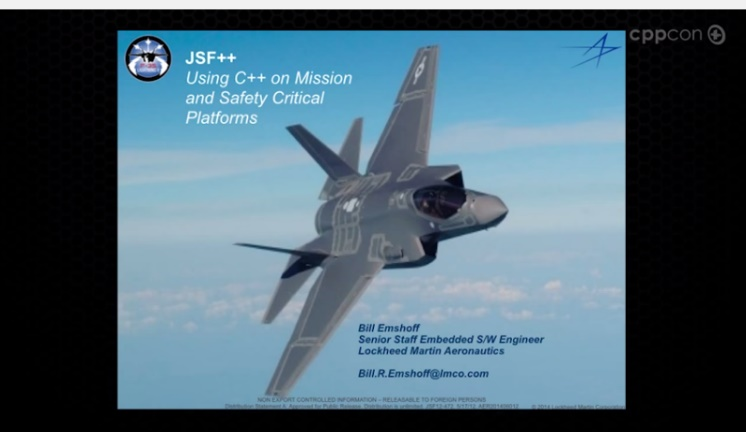 cppcon
JSF++
Using C++ on Mission
and Safety Critical
Platforms
Bill Emshoff
Senior Staff Embedded S/W Engineer
Lockheed Martin Aeronautics
Bill.R.Emshoff@lmco.com
NON EXPORT CONTROLLED INFORMATION – RELEASABLE TO FOREIGN PERSONS
Distribution Statement A: Approved for Public Release; Distribution is unlimited. © 2014 Lockheed Martin Corporation